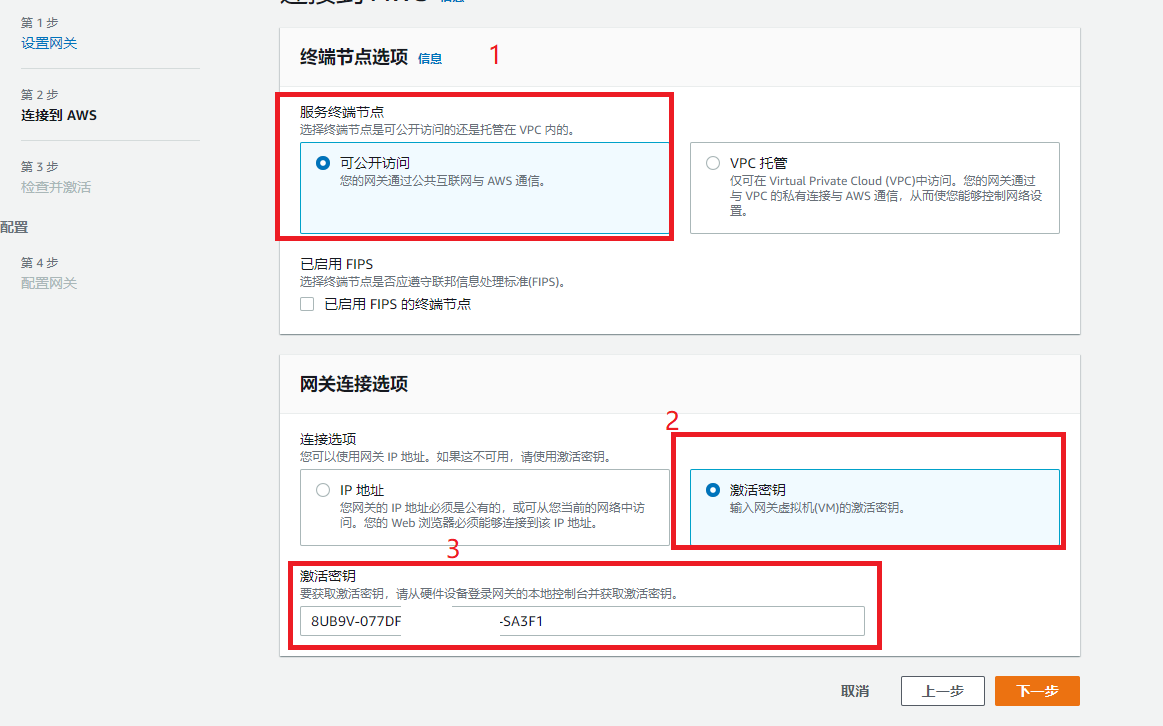 连接到 AWS 信息
第 1 步
设置网关
第 2 步
连接到 AWS
第 3 步
检查并激活
配置
第 4 步
配置网关
终端节点选项 信息
1
服务终端节点
选择终端节点是可公开访问的还是托管在 VPC 内的。
可公开访问
您的网关通过公共互联网与 AWS 通信。
VPC 托管
仅可在 Virtual Private Cloud (VPC)中访问。您的网关通过
与 VPC 的私有连接与 AWS 通信，从而使您能够控制网络设
置。
已启用 FIPS
选择终端节点是否应遵守联邦信息处理标准(FIPS)。
已启用 FIPS 的终端节点
网关连接选项
2
连接选项
您可以使用网关 IP 地址。如果这不可用，请使用激活密钥。
IP 地址
您网关的 IP 地址必须是公有的，或可从您当前的网络中访
问。您的 Web 浏览器必须能够连接到该 IP 地址。
激活密钥
输入网关虚拟机(VM)的激活密钥。
3
激活密钥
要获取激活密钥，请从硬件设备登录网关的本地控制台并获取激活密钥。
8UB9V-077DF -SA3F1
取消
上一步
下一步